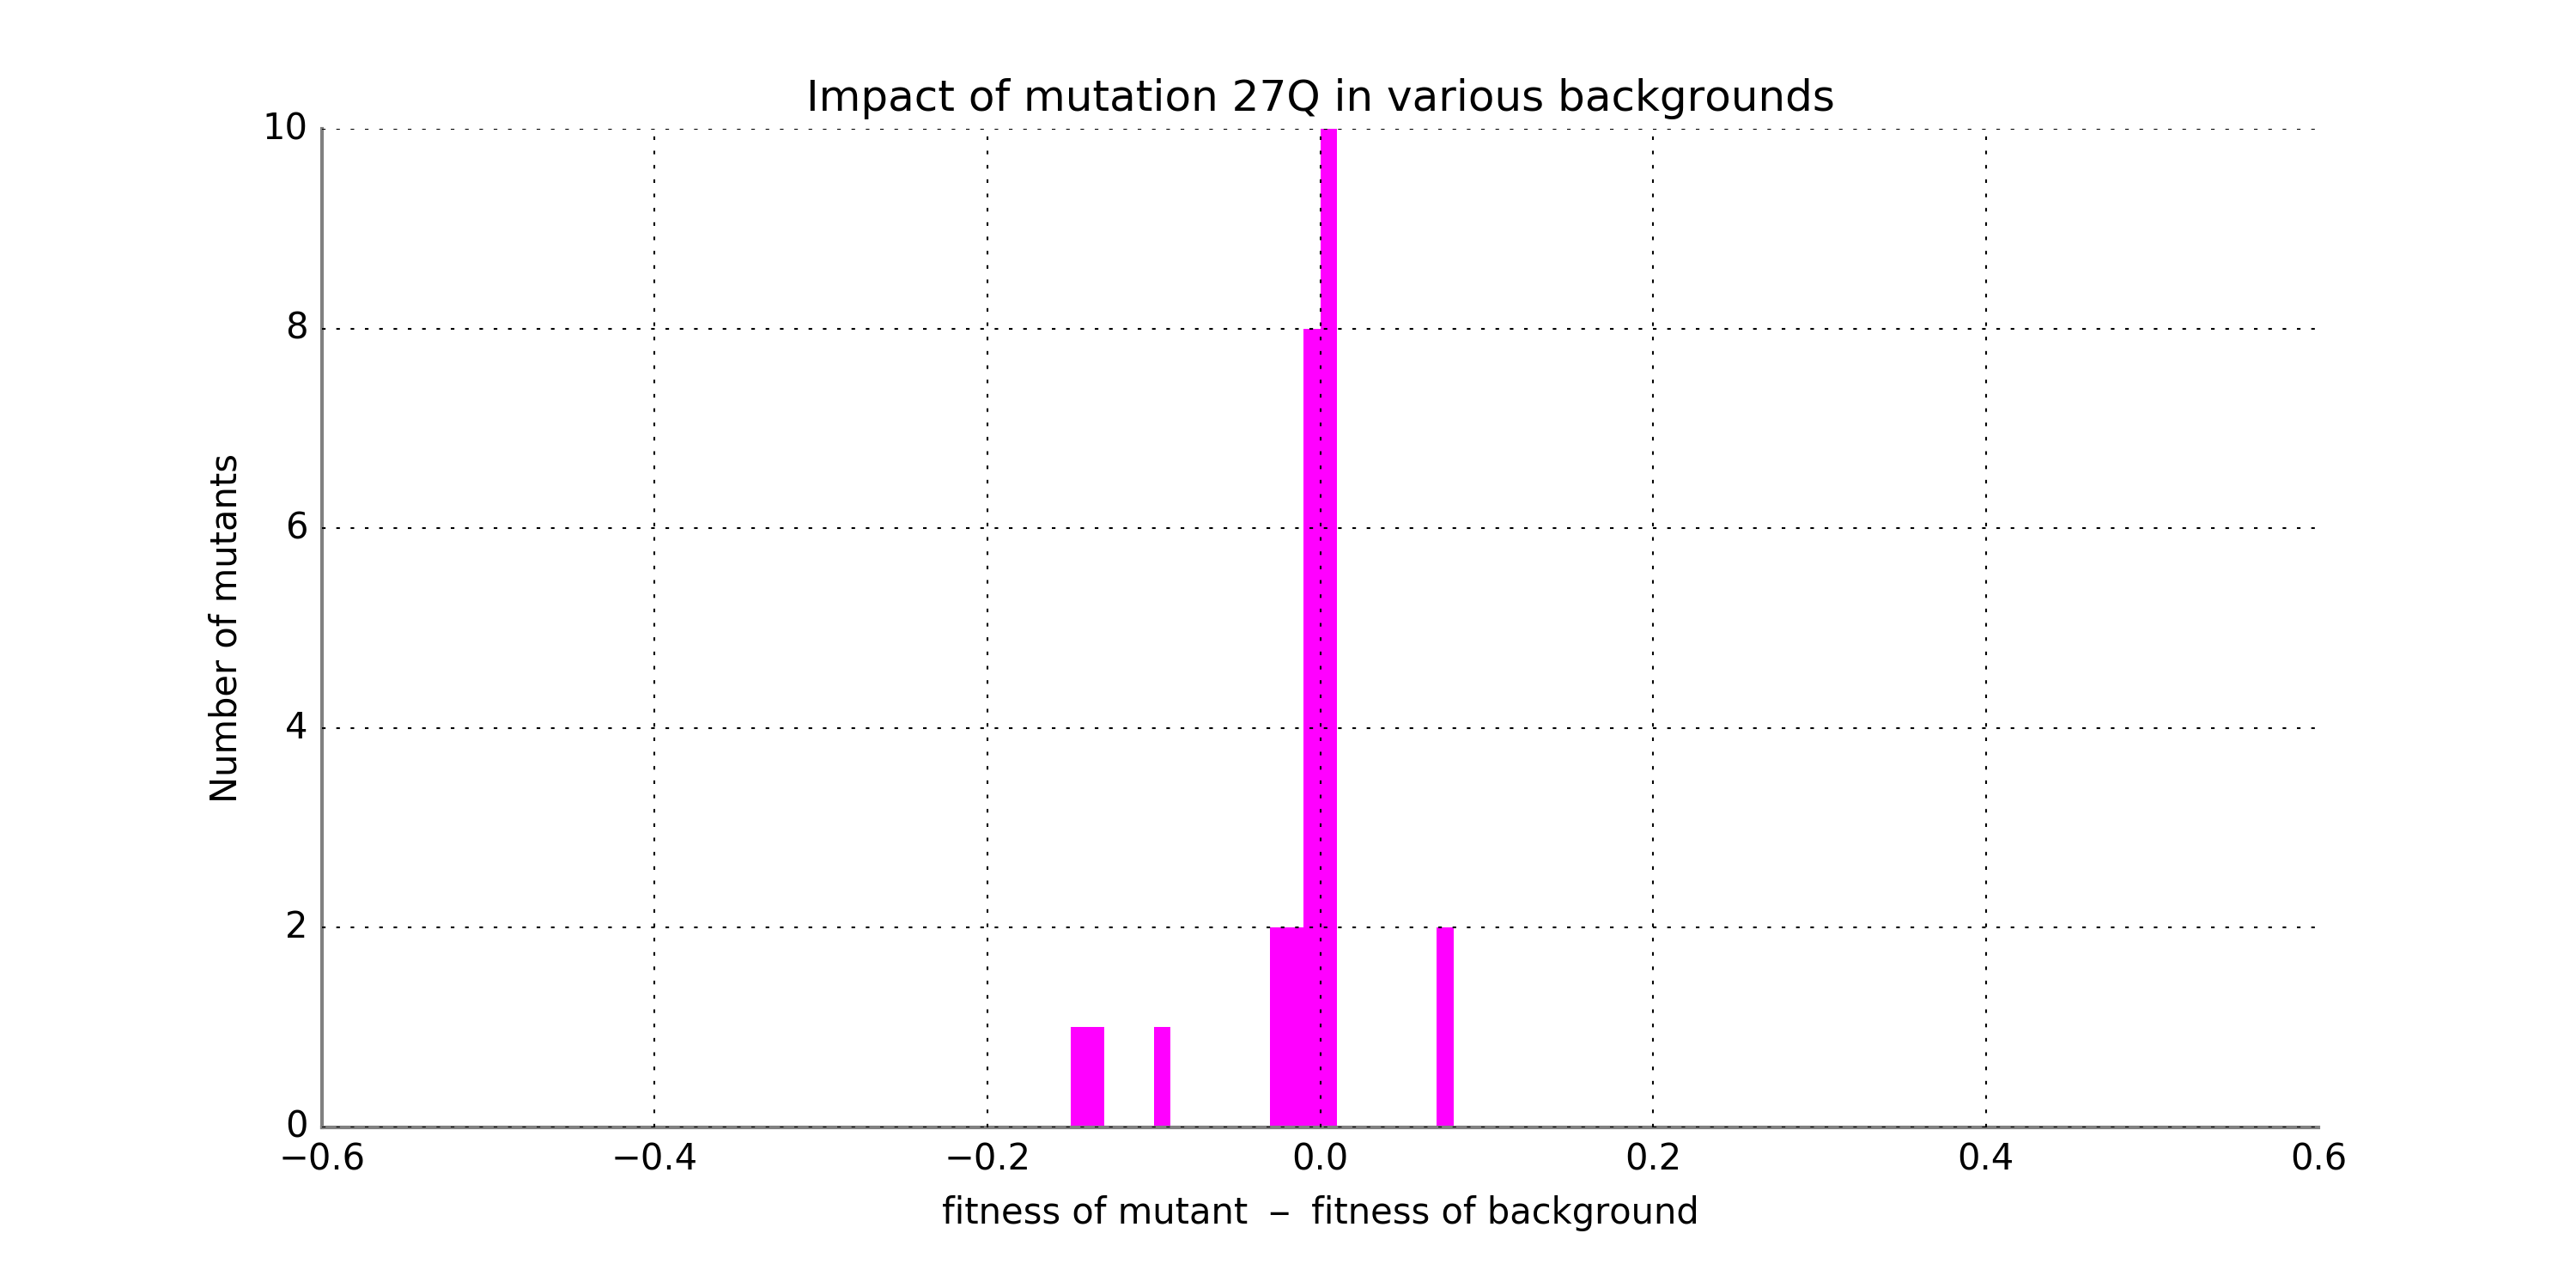 Impact of mutation 27Q in various backgrounds
10
8
6
4
2
0
Number of mutants
−0.6 −0.4 −0.2 0.0 0.2 0.4 0.6
fitness of mutant − fitness of background